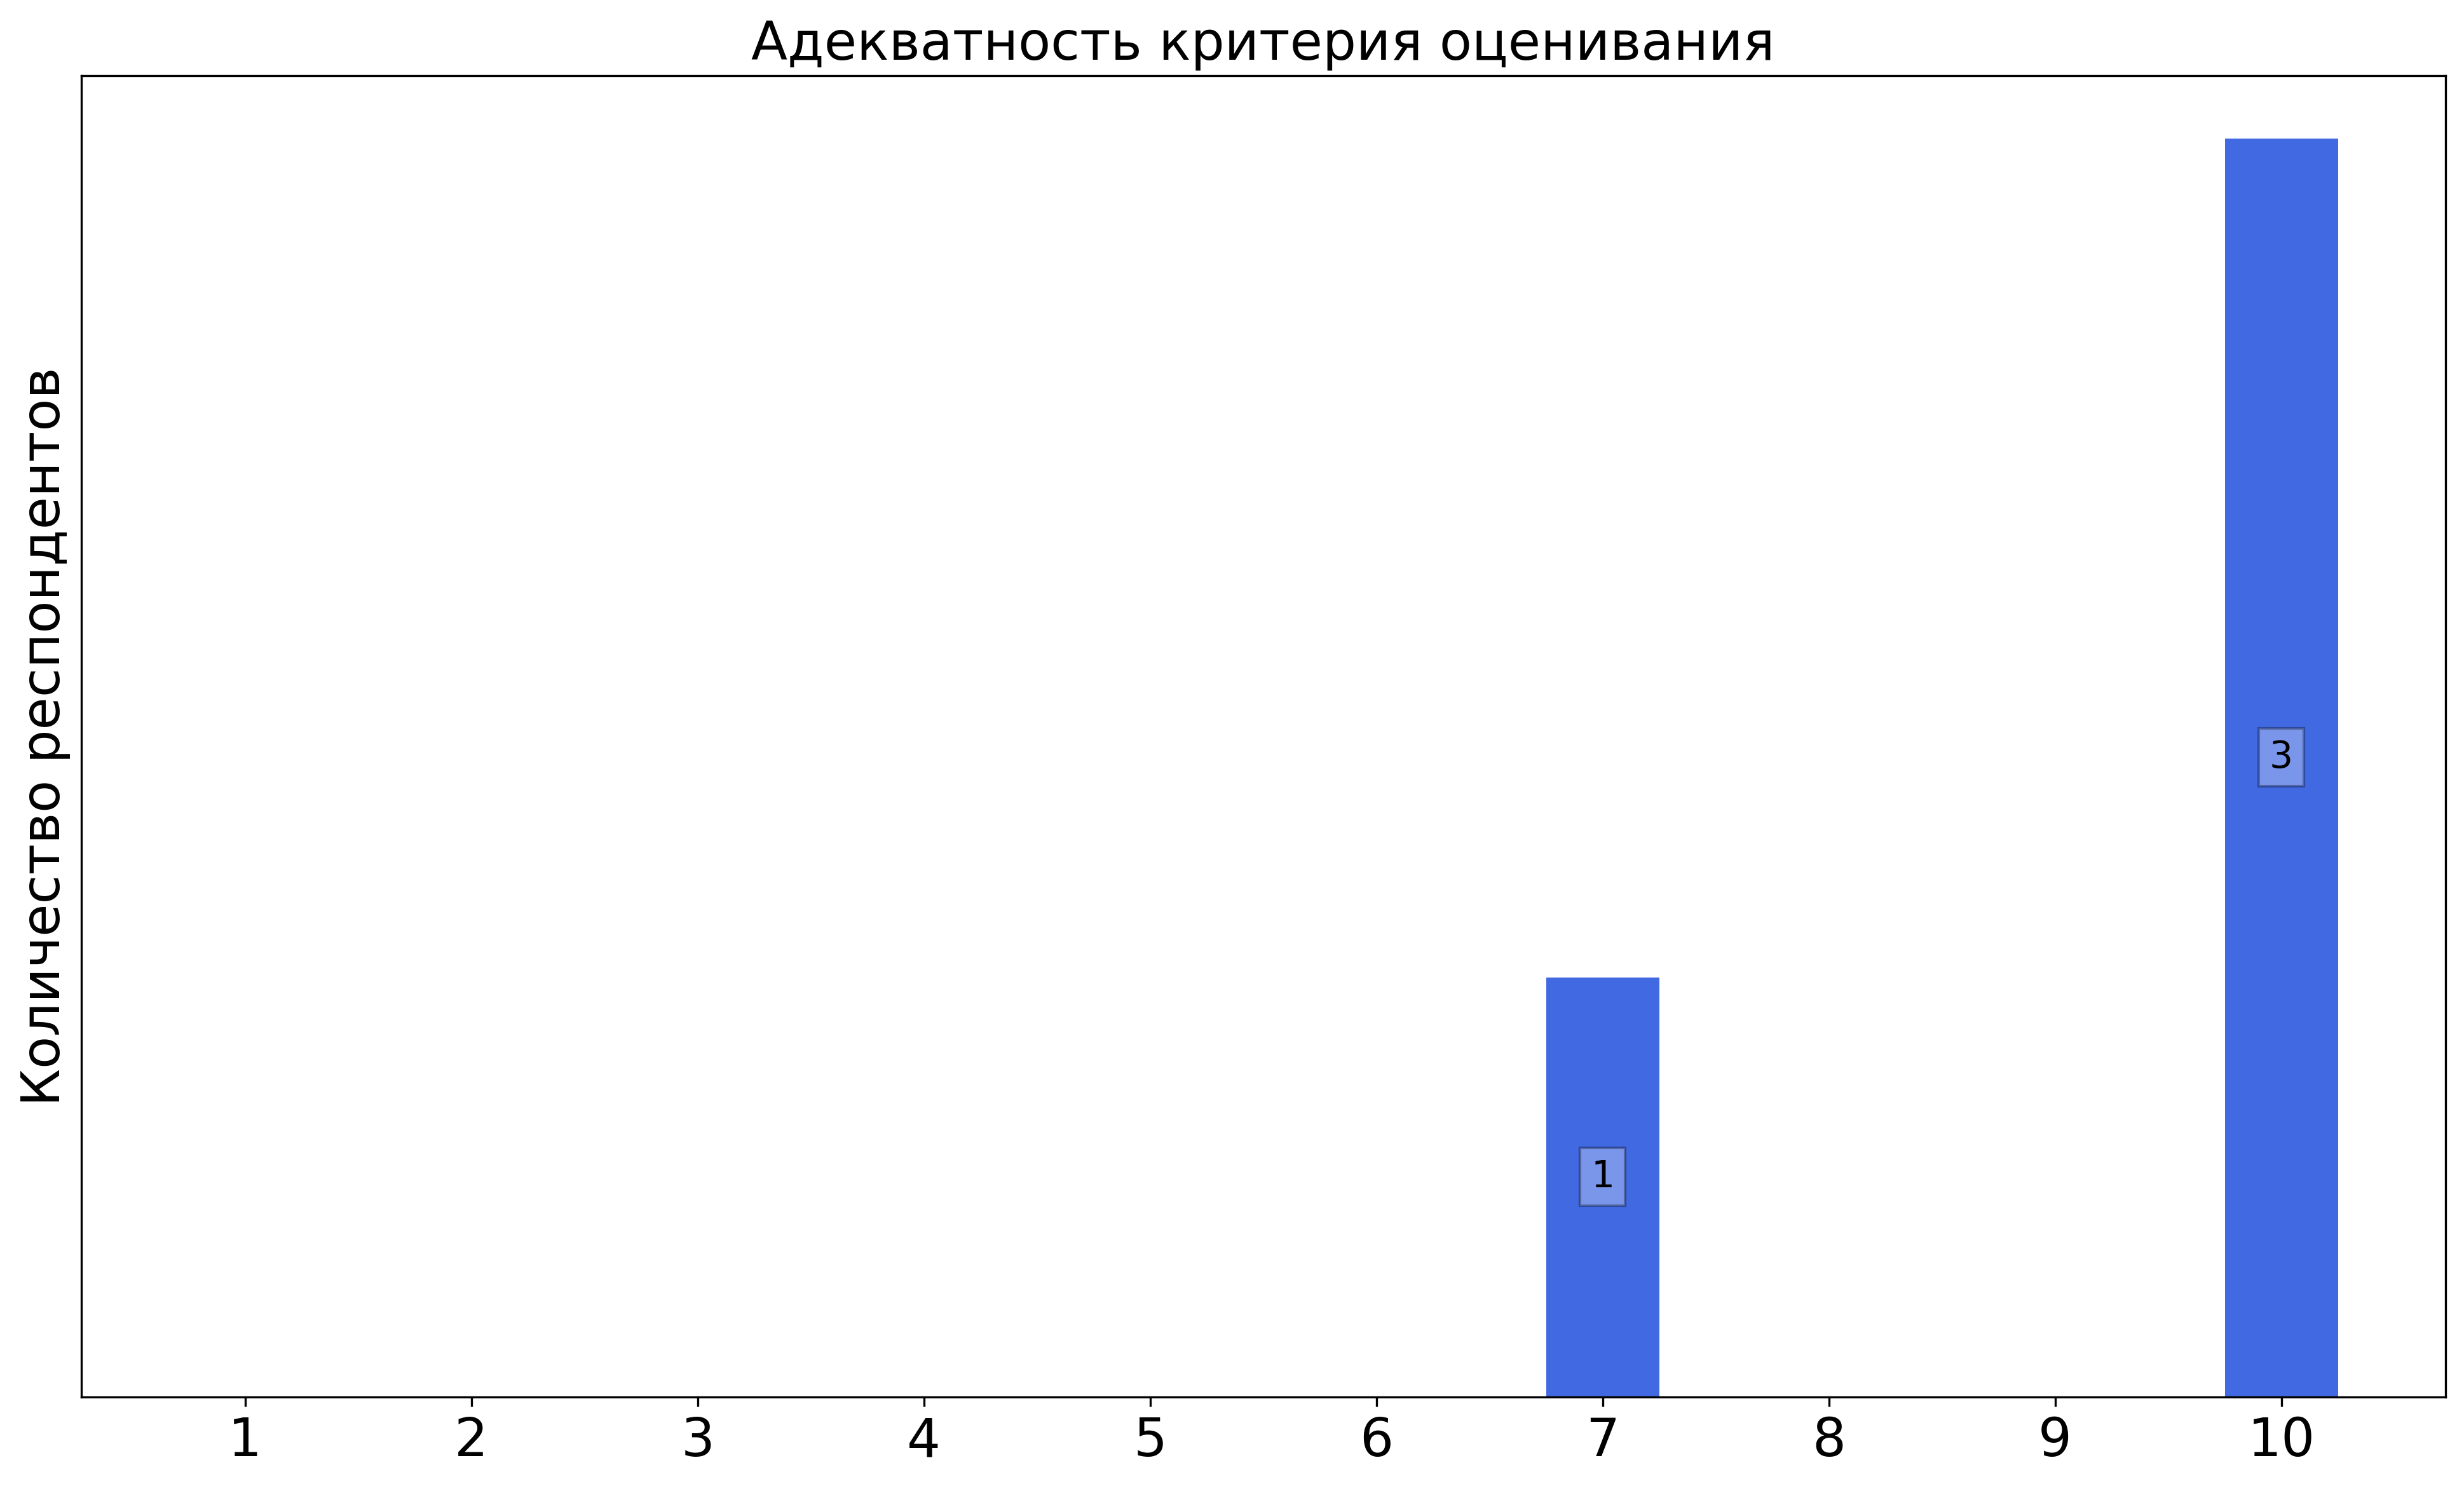 Адекватность критерия оценивания
Количество респондентов
3
1
1 2 3 4 5 6 7 8 9 10